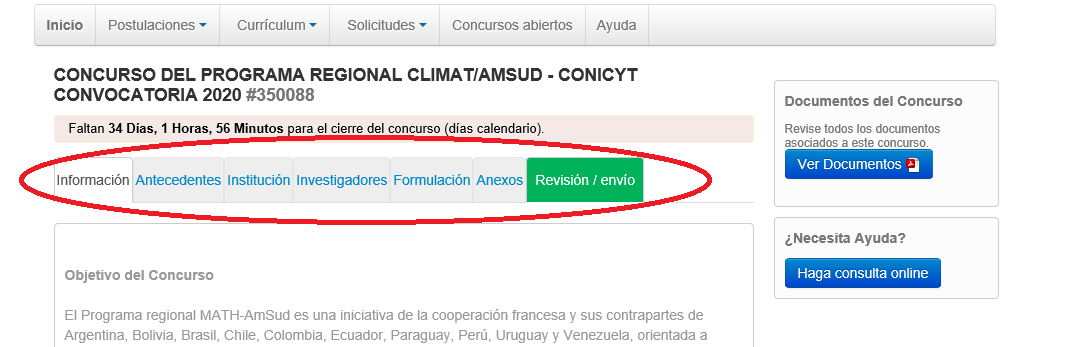 Inicio Postulaciones Currículum Solicitudes Concursos abiertos Ayuda
CONCURSO DEL PROGRAMA REGIONAL CLIMAT/AMSUD - CONICYT
CONVOCATORIA 2020 #350088
Faltan 34 Días, 1 Horas, 56 Minutos para el cierre del concurso (días calendario).
Información Antecedentes Institución Investigadores Formulación Anexos Revisión / envío
Objetivo del Concurso
El Programa regional MATH-AmSud es una iniciativa de la cooperación francesa y sus contrapartes de
Argentina, Bolivia, Brasil, Chile, Colombia, Ecuador, Paraguay, Perú, Uruguay y Venezuela, orientada a
Documentos del Concurso
Revise todos los documentos
asociados a este concurso.
Ver Documentos
¿Necesita Ayuda?
Haga consulta online